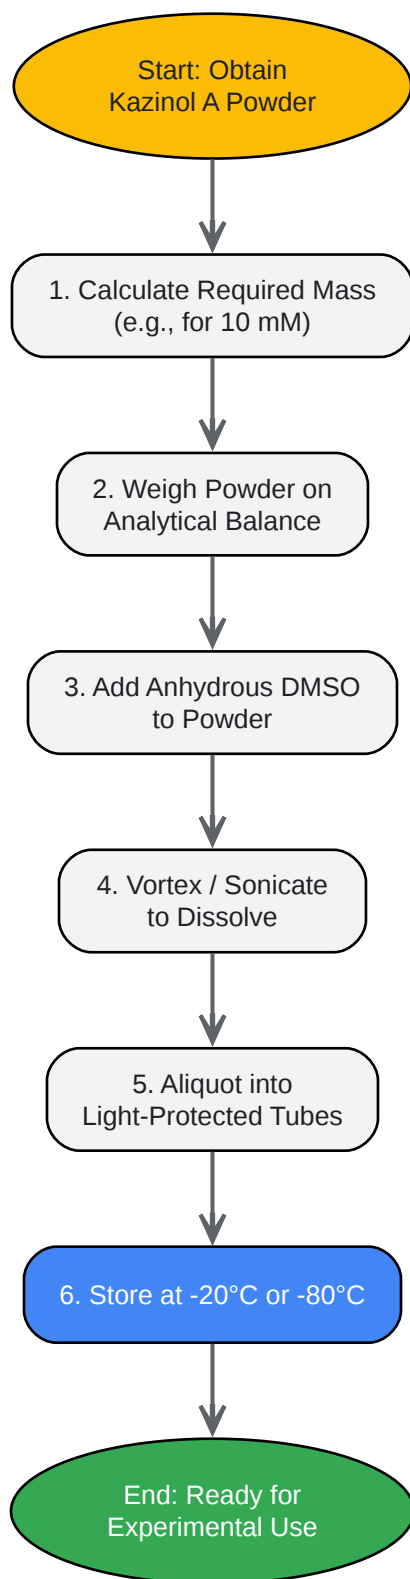 Start: Obtain
Kazinol A Powder
1. Calculate Required Mass
(e.g., for 10 mM)
2. Weigh Powder on
Analytical Balance
3. Add Anhydrous DMSO
to Powder
4. Vortex / Sonicate
to Dissolve
5. Aliquot into
Light-Protected Tubes
6. Store at -20°C or -80°C
End: Ready for
Experimental Use